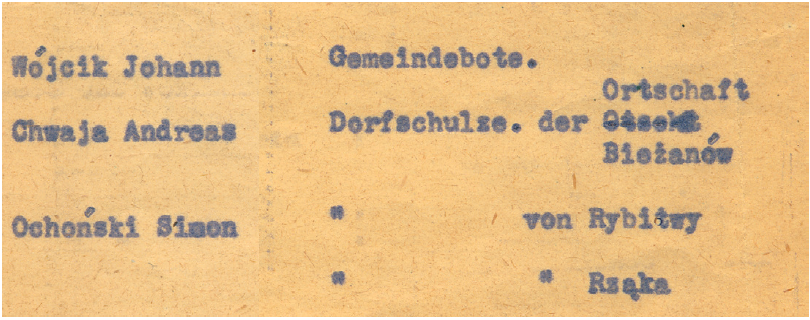 Wójcik Johann Gemeindebote.
Ortschaft
Chwaja Andreas Dorfschulze. der
Bieżanów
Ochoński Simon " von Rybitwy
" " Rząka